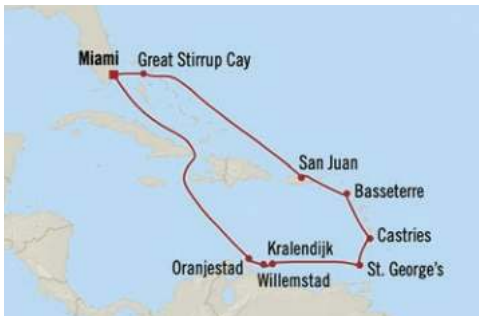 Miami
Great Stirrup Cay
San Juan
Basseterre
Castries
Kralendijk
Oranjestad
St. George's
Willemstad